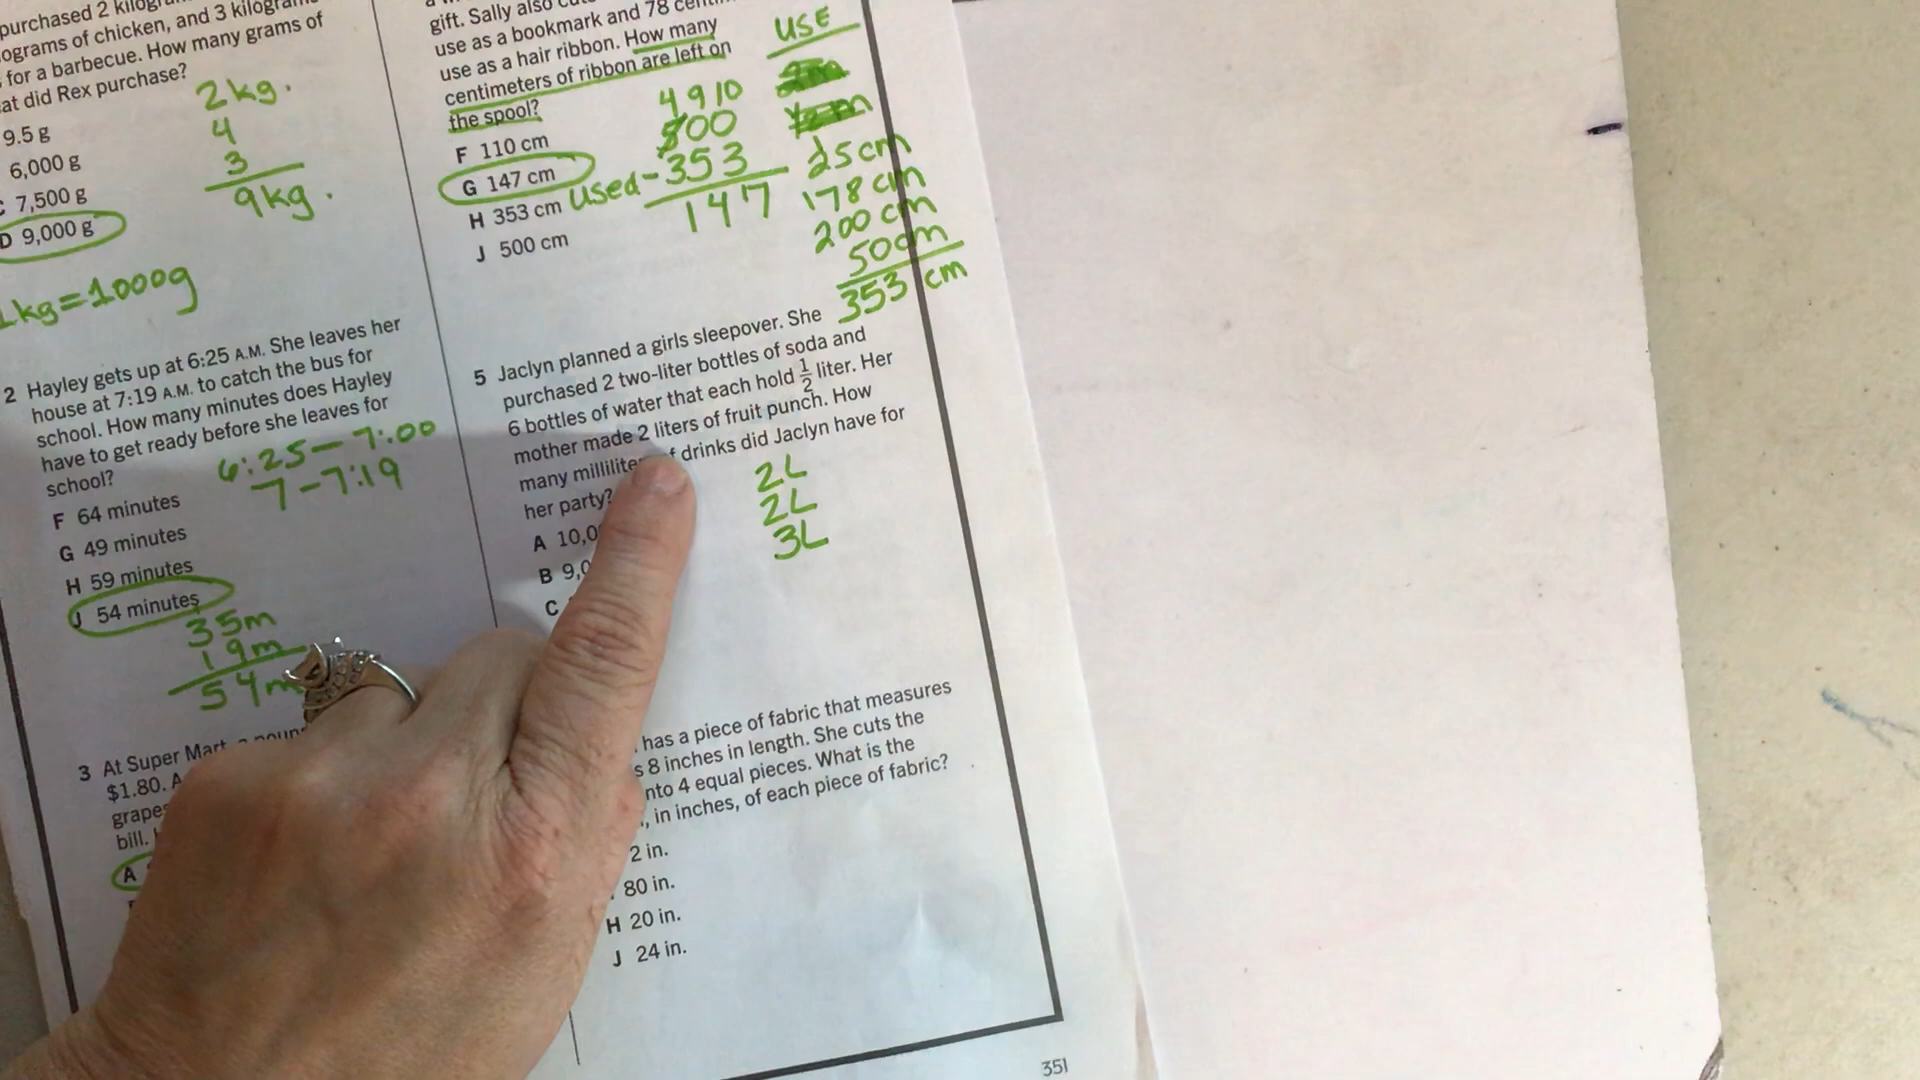 purchased 2
ograms of chicken, and 3
for a barbecue. How many grams of
at did Rex purchase?
9.5 g
6,000 g
7,500 g
D 9,000 g
2kg.
4
3
9kg.
1kg=1000g
2 Hayley gets up at 6:25 A.M. She leaves her
house at 7:19 A.M. to catch the bus for
school. How many minutes does Hayley
have to get ready before she leaves for
school?
6:25-7:00
7-7:19
F 64 minutes
G 49 minutes
H 59 minutes
J 54 minutes
35m
19m
54m
3 At Super Mart
$1.80.
grapes
bill.
A
gift. Sally also
use as a bookmark and 78
use as a hair ribbon. How many
centimeters of ribbon are left on
the spool?
F 110 cm
G 147 cm
H 353 cm
J 500 cm
4910
500
used-353
147
USE
25cm
178 cm
200 cm
50cm
353 cm
5 Jaclyn planned a girls sleepover. She
purchased 2 two-liter bottles of soda and
6 bottles of water that each hold 1/2 liter. Her
mother made 2 liters of fruit punch. How
many drinks did Jaclyn have for
her party?
2L
2L
3L
A 10,0
B 9,0
C
has a piece of fabric that measures
8 inches in length. She cuts the
nto 4 equal pieces. What is the
, in inches, of each piece of fabric?
2 in.
80 in.
H 20 in.
J 24 in.
351